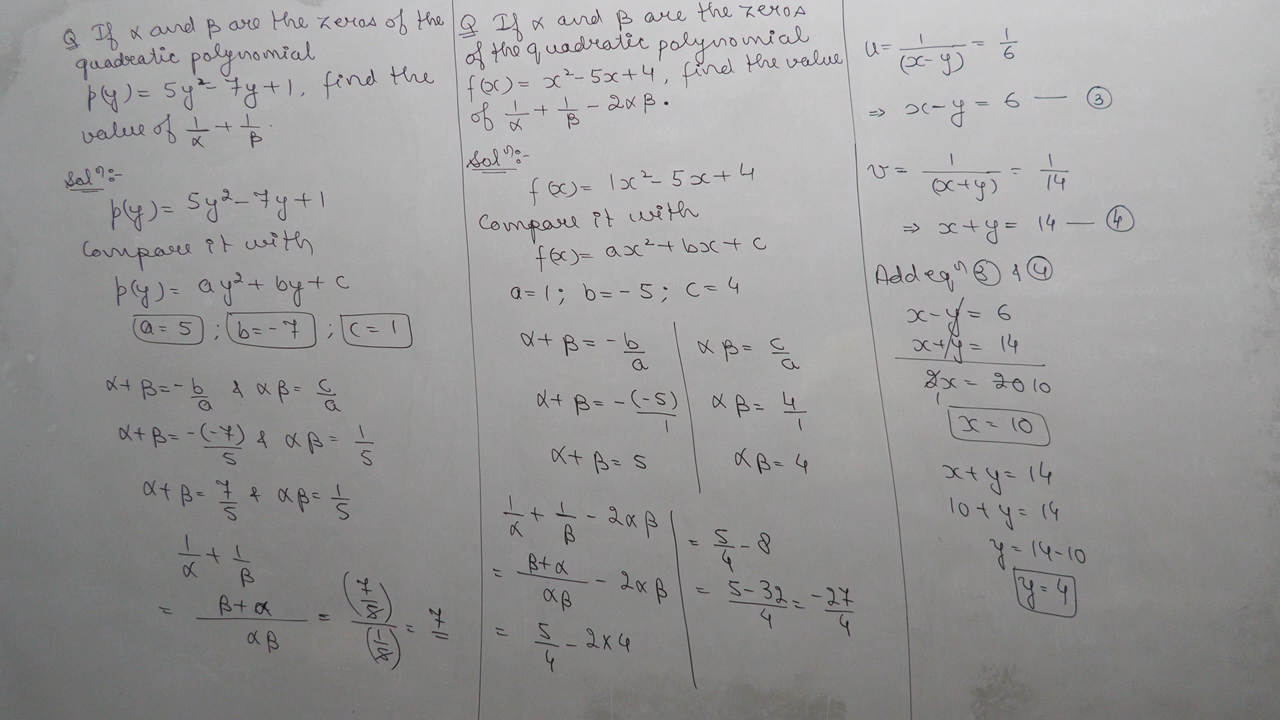 Q If α and β are the zeros of the
quadratic polynomial
p(y) = 5y² - 7y + 1, find the
value of 1/α + 1/β.
Solⁿ:-
p(y) = 5y² - 7y + 1
Compare it with
p(y) = ay² + by + c
a = 5 ; b = -7 ; c = 1
α + β = -b/a & αβ = c/a
α + β = -(-7)/5 & αβ = 1/5
α + β = 7/5 & αβ = 1/5
1/α + 1/β
= (β + α)/αβ = (7/5)/(1/5) = 7
Q If α and β are the zeros
of the quadratic polynomial
f(x) = x² - 5x + 4, find the value
of 1/α + 1/β - 2αβ.
Solⁿ:-
f(x) = 1x² - 5x + 4
Compare it with
f(x) = ax² + bx + c
a = 1 ; b = -5 ; c = 4
α + β = -b/a
α + β = -(-5)/1
α + β = 5
αβ = c/a
αβ = 4/1
αβ = 4
1/α + 1/β - 2αβ
= (β + α)/αβ - 2αβ
= 5/4 - 2×4
= 5/4 - 8
= (5 - 32)/4 = -27/4
u = 1/(x-y) = 1/6
⇒ x - y = 6 — ③
v = 1/(x+y) = 1/14
⇒ x + y = 14 — ④
Add eqⁿ ③ & ④
x - y = 6
x + y = 14
2x = 20 10
1
x = 10
x + y = 14
10 + y = 14
y = 14 - 10
y = 4